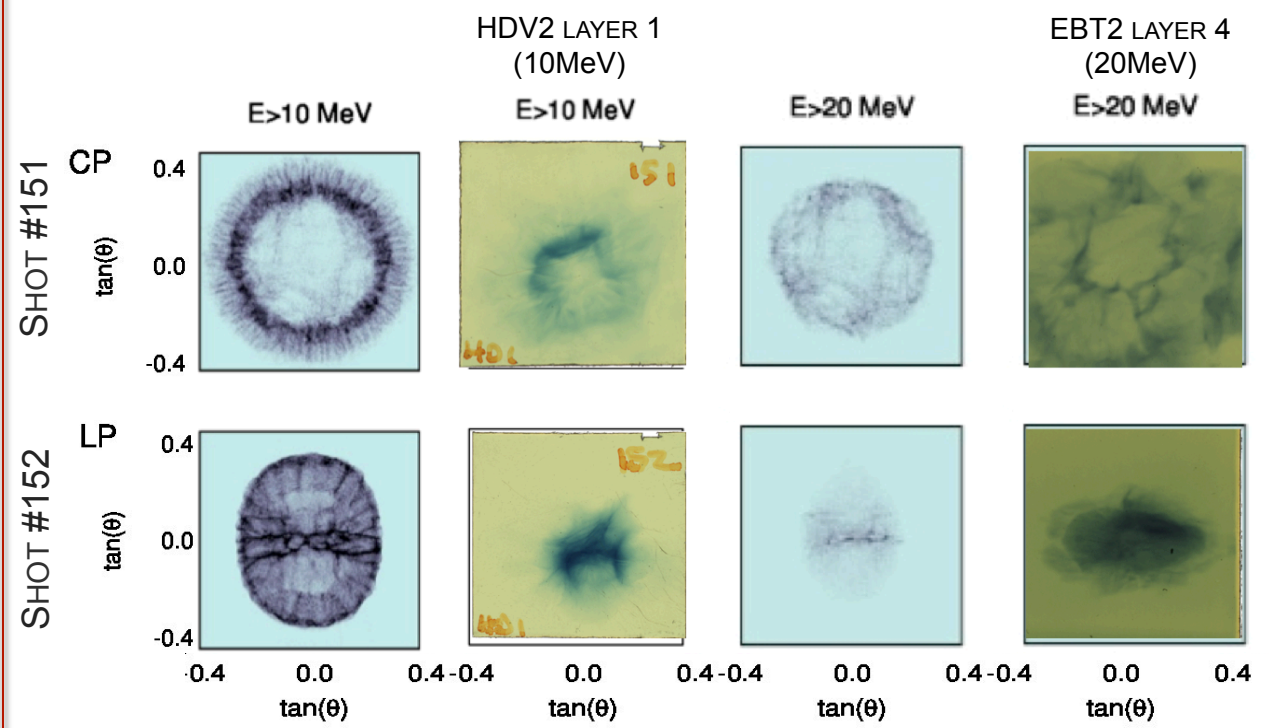 HDV2 LAYER 1
(10MeV)
EBT2 LAYER 4
(20MeV)
E>10 MeV
E>10 MeV
E>20 MeV
E>20 MeV
SHOT #151
CP
tan(θ)
0.4
0.0
-0.4
151
HD1
SHOT #152
LP
tan(θ)
0.4
0.0
-0.4
152
HD1
-0.4 0.0 0.4
-0.4 0.0 0.4
-0.4 0.0 0.4
-0.4 0.0 0.4
tan(θ)
tan(θ)
tan(θ)
tan(θ)